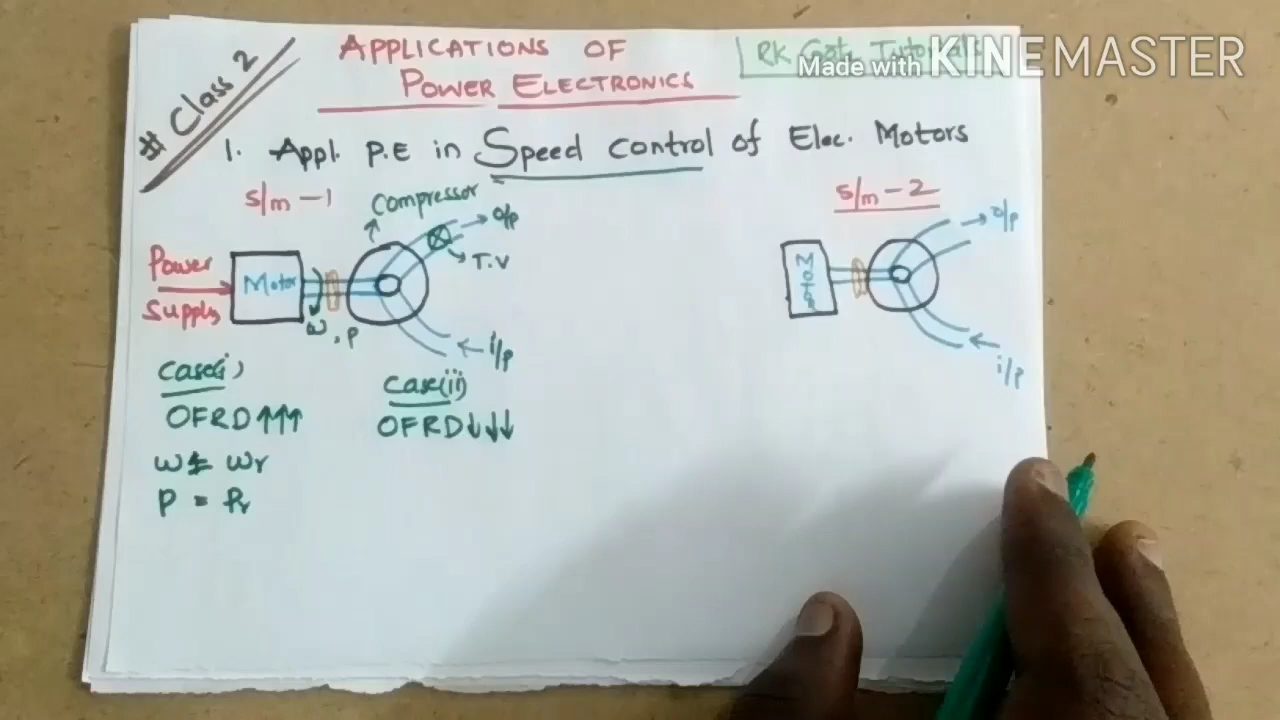 # Class 2
APPLICATIONS OF
POWER ELECTRONICS
RK Gate Tutorials
Made with KINEMASTER
1. Appl. P.E in Speed control of Elec. Motors
S/m-1
Compressor
o/p
T.V
Power
Supply
Motor
ω, P
i/p
Case(i)
OFRD↑↑↑
ω = ωr
P = Pr
Case(ii)
OFRD↓↓↓
S/m-2
o/p
MOTOR
i/p